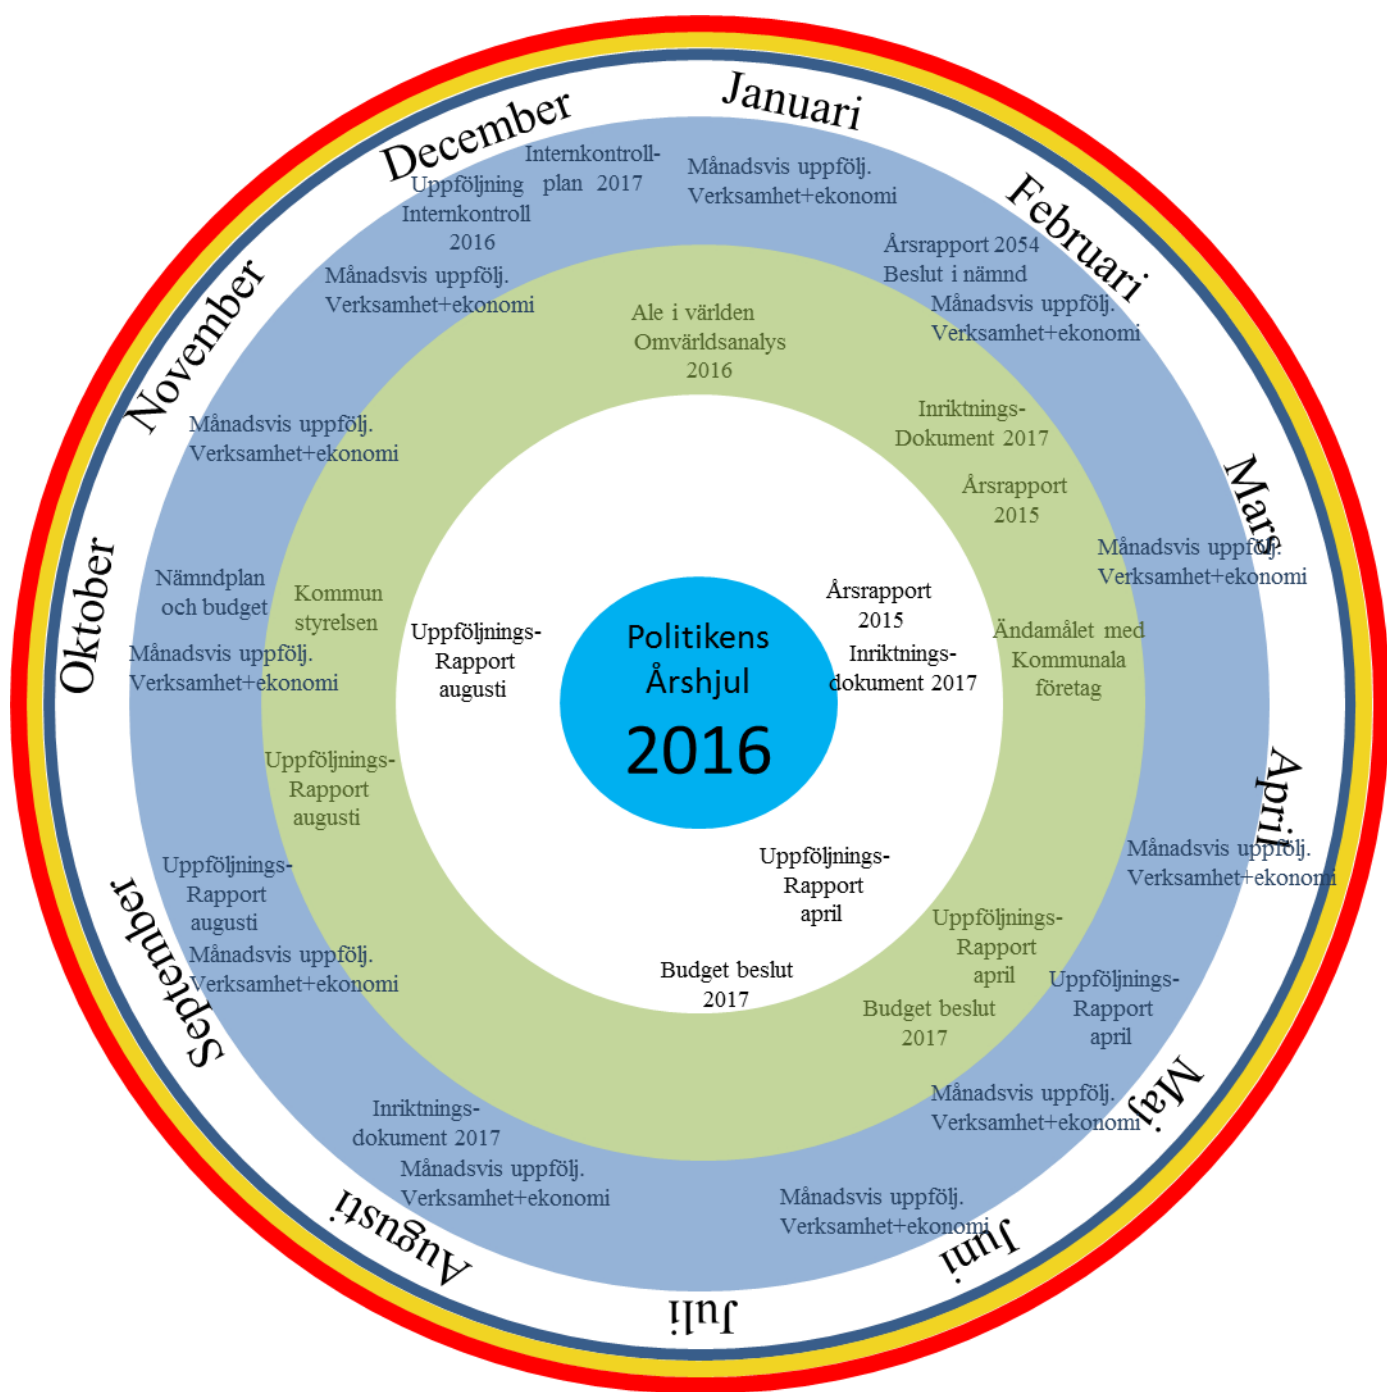 Januari
Februari
Mars
April
Maj
Juni
Juli
Augusti
September
Oktober
November
December
Internkontroll-
plan 2017
Uppföljning
Internkontroll
2016
Månadsvis uppfölj.
Verksamhet+ekonomi
Månadsvis uppfölj.
Verksamhet+ekonomi
Årsrapport 2054
Beslut i nämnd
Månadsvis uppfölj.
Verksamhet+ekonomi
Månadsvis uppfölj.
Verksamhet+ekonomi
Månadsvis uppfölj.
Verksamhet+ekonomi
Uppföljnings-
Rapport
april
Månadsvis uppfölj.
Verksamhet+ekonomi
Månadsvis uppfölj.
Verksamhet+ekonomi
Inriktnings-
dokument 2017
Månadsvis uppfölj.
Verksamhet+ekonomi
Uppföljnings-
Rapport
augusti
Månadsvis uppfölj.
Verksamhet+ekonomi
Nämndplan
och budget
Månadsvis uppfölj.
Verksamhet+ekonomi
Månadsvis uppfölj.
Verksamhet+ekonomi
Ale i världen
Omvärldsanalys
2016
Inriktnings-
Dokument 2017
Årsrapport
2015
Ändamålet med
Kommunala
företag
Uppföljnings-
Rapport
april
Budget beslut
2017
Uppföljnings-
Rapport
augusti
Kommun
styrelsen
Årsrapport
2015
Inriktnings-
dokument 2017
Uppföljnings-
Rapport
april
Budget beslut
2017
Uppföljnings-
Rapport
augusti
Politikens
Årshjul
2016